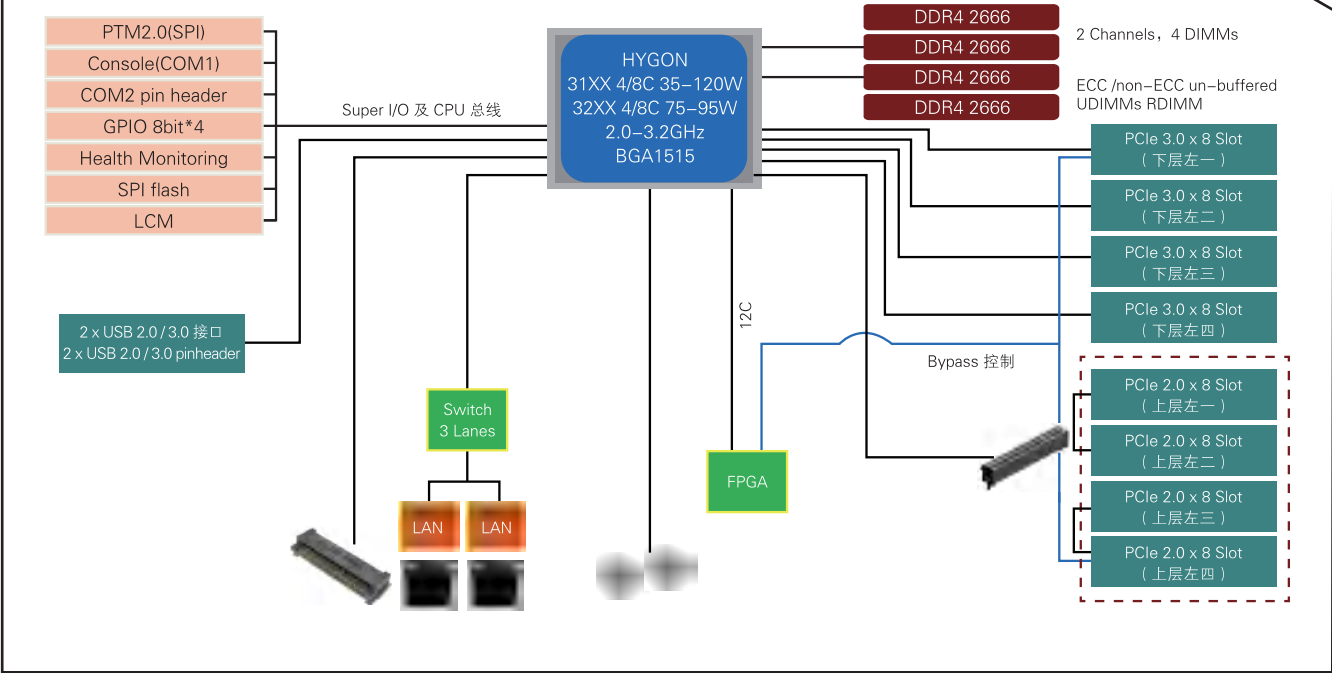 PTM2.0(SPI)
Console(COM1)
COM2 pin header
GPIO 8bit*4
Health Monitoring
SPI flash
LCM
Super I/O 及 CPU 总线
2 x USB 2.0 / 3.0 接口
2 x USB 2.0 / 3.0 pinheader
HYGON
31XX 4/8C 35-120W
32XX 4/8C 75-95W
2.0-3.2GHz
BGA1515
DDR4 2666
DDR4 2666
DDR4 2666
DDR4 2666
2 Channels，4 DIMMs
ECC /non-ECC un-buffered
UDIMMs RDIMM
PCIe 3.0 x 8 Slot
（下层左一）
PCIe 3.0 x 8 Slot
（下层左二）
PCIe 3.0 x 8 Slot
（下层左三）
PCIe 3.0 x 8 Slot
（下层左四）
12C
Bypass 控制
Switch
3 Lanes
LAN
LAN
FPGA
PCIe 2.0 x 8 Slot
（上层左一）
PCIe 2.0 x 8 Slot
（上层左二）
PCIe 2.0 x 8 Slot
（上层左三）
PCIe 2.0 x 8 Slot
（上层左四）